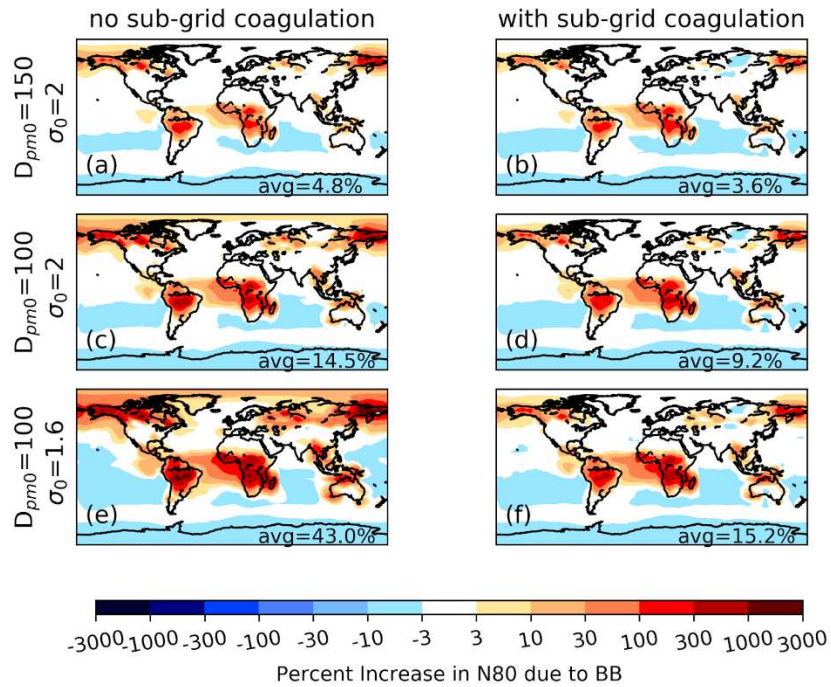 no sub-grid coagulation
with sub-grid coagulation
D_pm0=150
σ_0=2
(a)
avg=4.8%
(b)
avg=3.6%
D_pm0=100
σ_0=2
(c)
avg=14.5%
(d)
avg=9.2%
D_pm0=100
σ_0=1.6
(e)
avg=43.0%
(f)
avg=15.2%
-3000 -1000 -300 -100 -30 -10 -3 3 10 30 100 300 1000 3000
Percent Increase in N80 due to BB